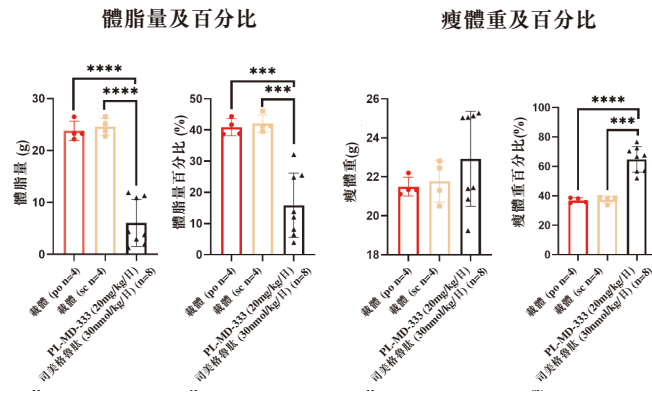 體脂量及百分比
瘦體重及百分比
****
****
體脂量 (g)
30
20
10
0
載體 (po n=4)
載體 (sc n=4)
PL-MD-333 (20mg/kg/日)
司美格魯肽 (30nmol/kg/日) (n=8)
***
***
體脂量百分比 (%)
50
40
30
20
10
0
載體 (po n=4)
載體 (sc n=4)
PL-MD-333 (20mg/kg/日)
司美格魯肽 (30nmol/kg/日) (n=8)
瘦體重(g)
26
24
22
20
18
載體 (po n=4)
載體 (sc n=4)
PL-MD-333 (20mg/kg/日)
司美格魯肽 (30nmol/kg/日) (n=8)
****
***
瘦體重百分比(%)
100
80
60
40
20
0
載體 (po n=4)
載體 (sc n=4)
PL-MD-333 (20mg/kg/日)
司美格魯肽 (30nmol/kg/日) (n=8)